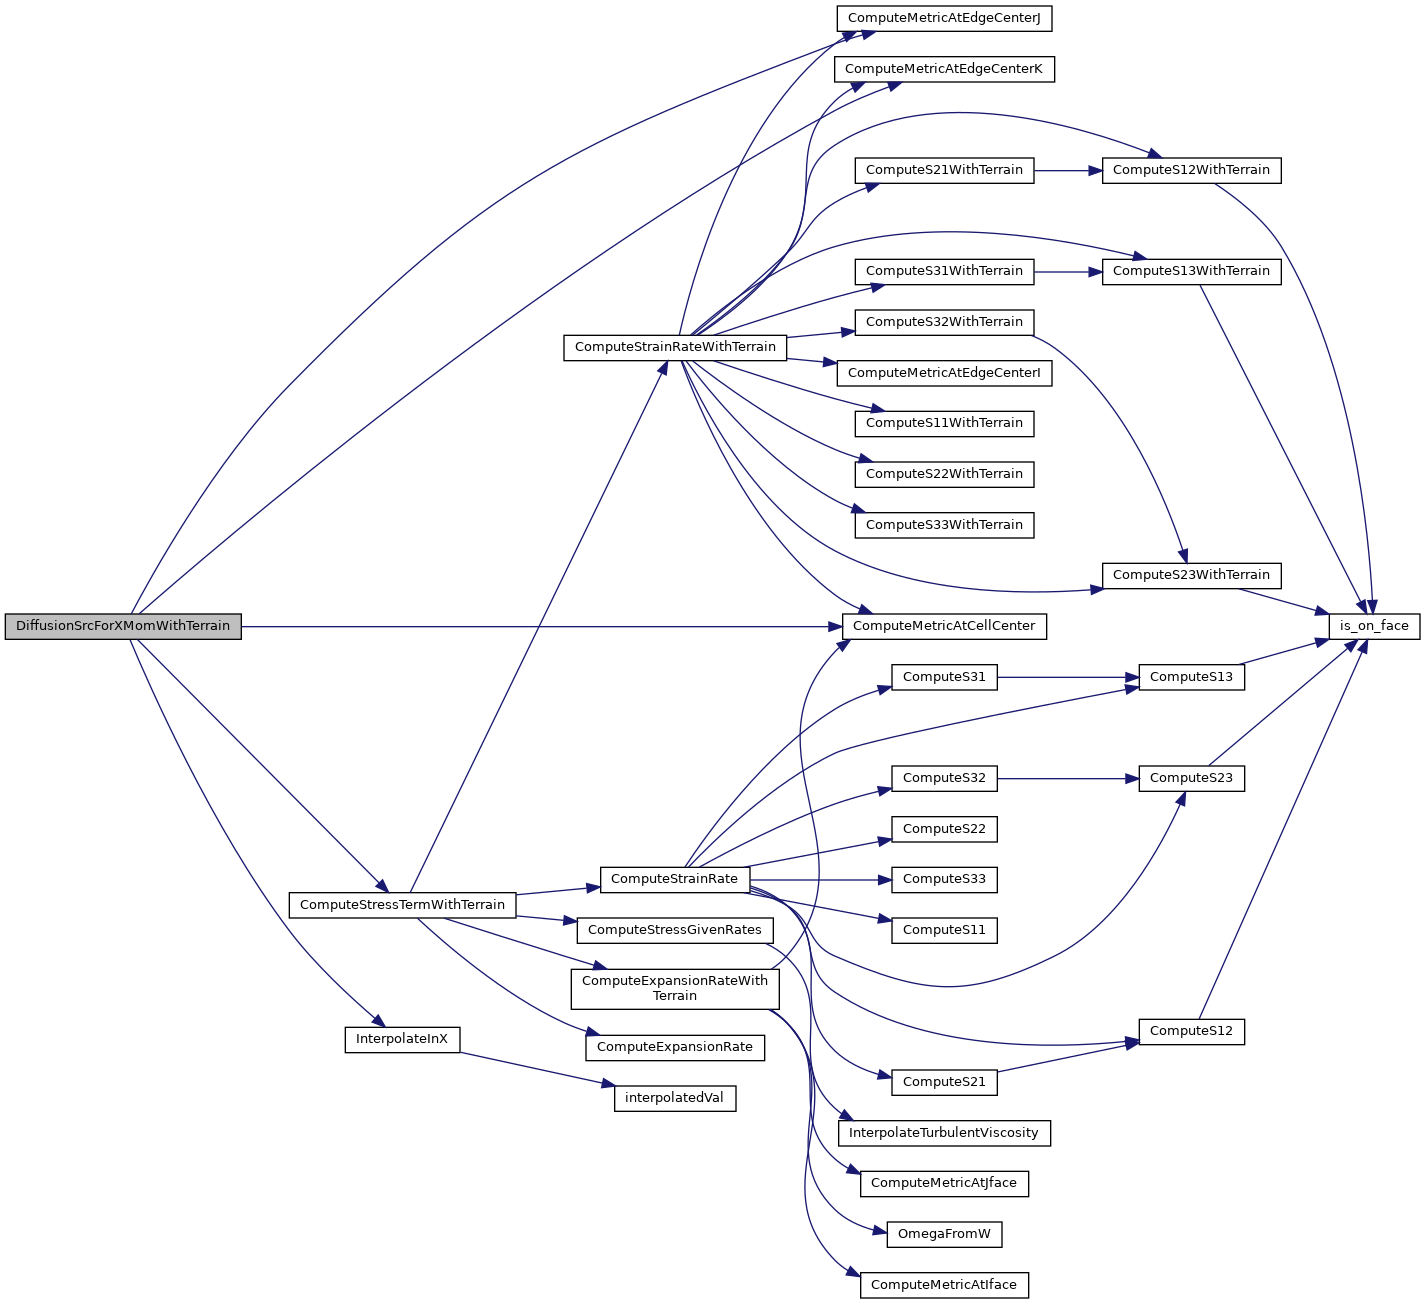 ComputeMetricAtEdgeCenterJ
ComputeMetricAtEdgeCenterK
ComputeS21WithTerrain
ComputeS12WithTerrain
ComputeS31WithTerrain
ComputeS13WithTerrain
ComputeS32WithTerrain
ComputeStrainRateWithTerrain
ComputeMetricAtEdgeCenterI
ComputeS11WithTerrain
ComputeS22WithTerrain
ComputeS33WithTerrain
ComputeS23WithTerrain
DiffusionSrcForXMomWithTerrain
ComputeMetricAtCellCenter
is_on_face
ComputeS31
ComputeS13
ComputeS32
ComputeS23
ComputeS22
ComputeStrainRate
ComputeS33
ComputeStressTermWithTerrain
ComputeStressGivenRates
ComputeS11
ComputeExpansionRateWith
Terrain
InterpolateInX
ComputeExpansionRate
ComputeS12
ComputeS21
interpolatedVal
InterpolateTurbulentViscosity
ComputeMetricAtJface
OmegaFromW
ComputeMetricAtIface